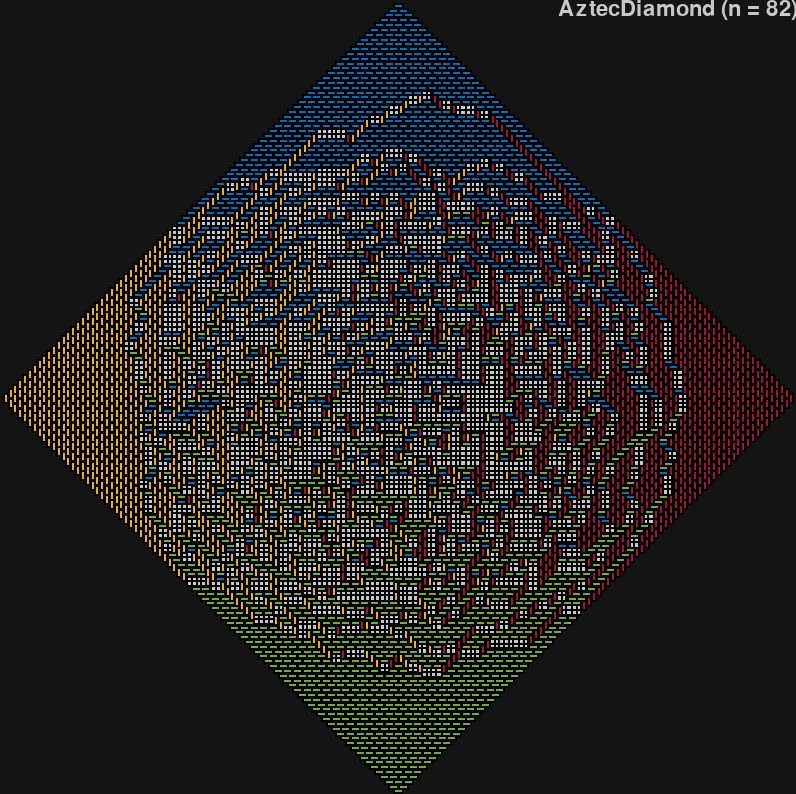 AztecDiamond (n = 82)